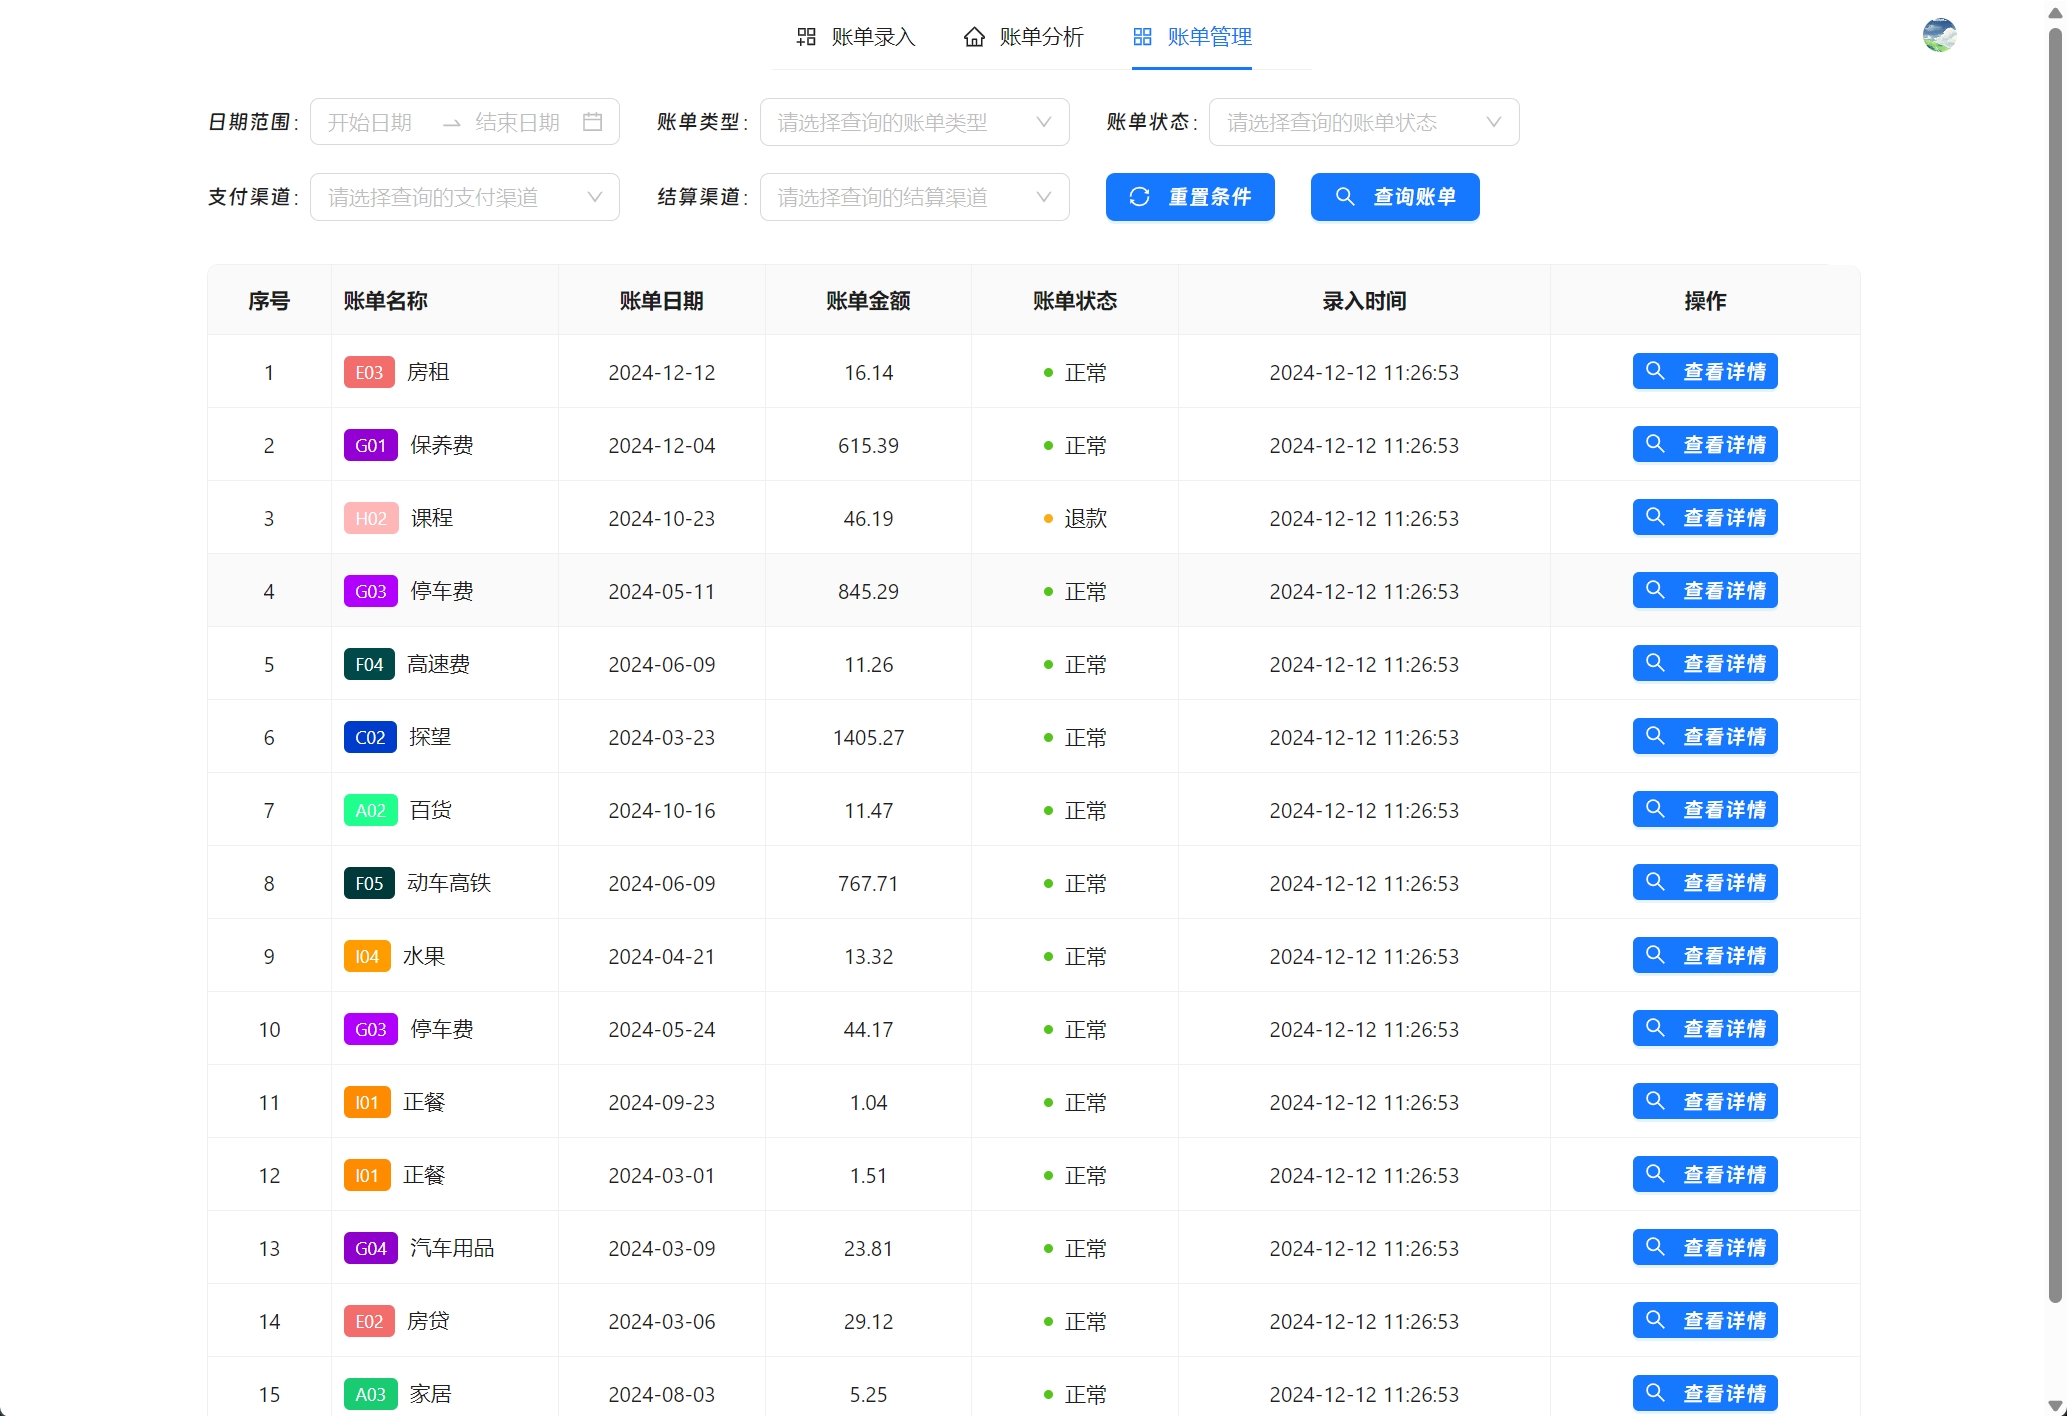 账单录入 账单分析 账单管理
日期范围: 开始日期 结束日期 账单类型: 请选择查询的账单类型 账单状态: 请选择查询的账单状态
支付渠道: 请选择查询的支付渠道 结算渠道: 请选择查询的结算渠道 重置条件 查询账单
序号 账单名称 账单日期 账单金额 账单状态 录入时间 操作
1 E03 房租 2024-12-12 16.14 正常 2024-12-12 11:26:53 查看详情
2 G01 保养费 2024-12-04 615.39 正常 2024-12-12 11:26:53 查看详情
3 H02 课程 2024-10-23 46.19 退款 2024-12-12 11:26:53 查看详情
4 G03 停车费 2024-05-11 845.29 正常 2024-12-12 11:26:53 查看详情
5 F04 高速费 2024-06-09 11.26 正常 2024-12-12 11:26:53 查看详情
6 C02 探望 2024-03-23 1405.27 正常 2024-12-12 11:26:53 查看详情
7 A02 百货 2024-10-16 11.47 正常 2024-12-12 11:26:53 查看详情
8 F05 动车高铁 2024-06-09 767.71 正常 2024-12-12 11:26:53 查看详情
9 I04 水果 2024-04-21 13.32 正常 2024-12-12 11:26:53 查看详情
10 G03 停车费 2024-05-24 44.17 正常 2024-12-12 11:26:53 查看详情
11 I01 正餐 2024-09-23 1.04 正常 2024-12-12 11:26:53 查看详情
12 I01 正餐 2024-03-01 1.51 正常 2024-12-12 11:26:53 查看详情
13 G04 汽车用品 2024-03-09 23.81 正常 2024-12-12 11:26:53 查看详情
14 E02 房贷 2024-03-06 29.12 正常 2024-12-12 11:26:53 查看详情
15 A03 家居 2024-08-03 5.25 正常 2024-12-12 11:26:53 查看详情